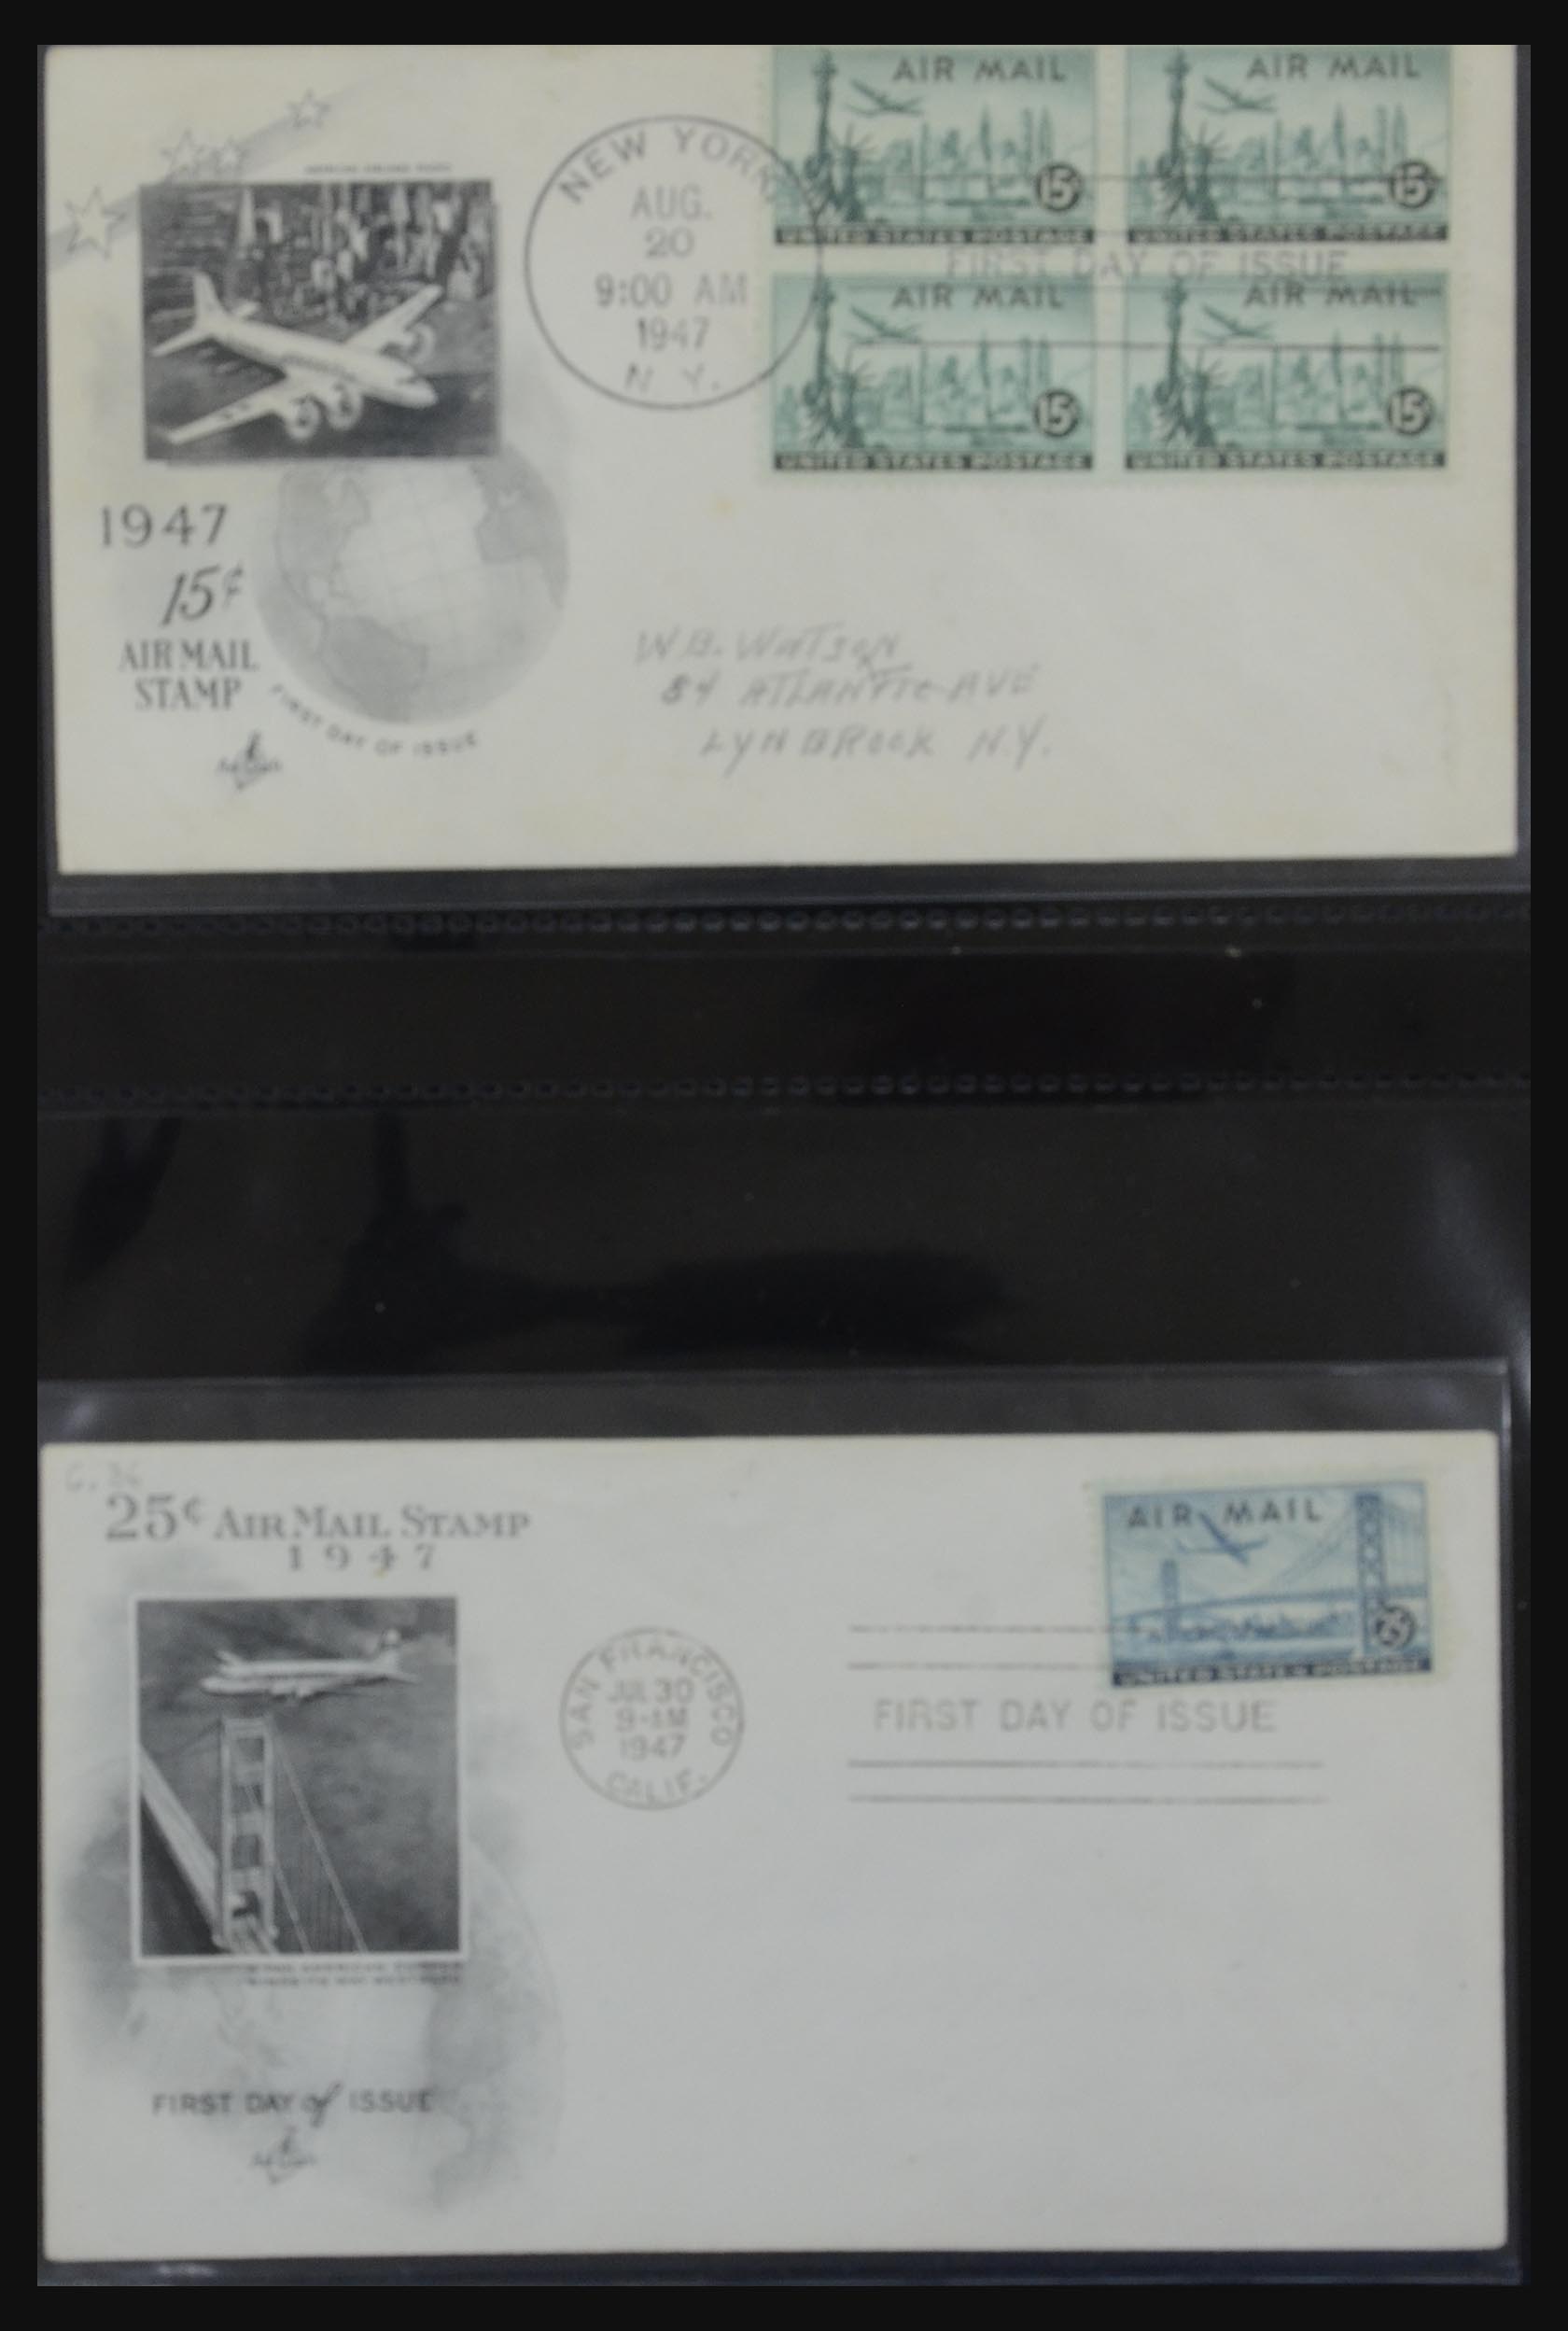 AIR MAIL
15¢
UNITED STATES POSTAGE
AIR MAIL
15¢
UNITED STATES POSTAGE
NEW YORK
AUG.
20
9:00 AM
1947
N Y.
FIRST DAY OF ISSUE
AIR MAIL
15¢
UNITED STATES POSTAGE
AIR MAIL
15¢
UNITED STATES POSTAGE
1947
15¢
AIR MAIL
STAMP
FIRST DAY OF ISSUE
W.B. WATSON
84 ATLANTIC AVE
LYNBROOK N.Y.
25¢ AIR MAIL STAMP
1947
AIR MAIL
25¢
UNITED STATES POSTAGE
SAN FRANCISCO
JUL 30
9-AM
1947
CALIF.
FIRST DAY OF ISSUE
FIRST DAY of ISSUE